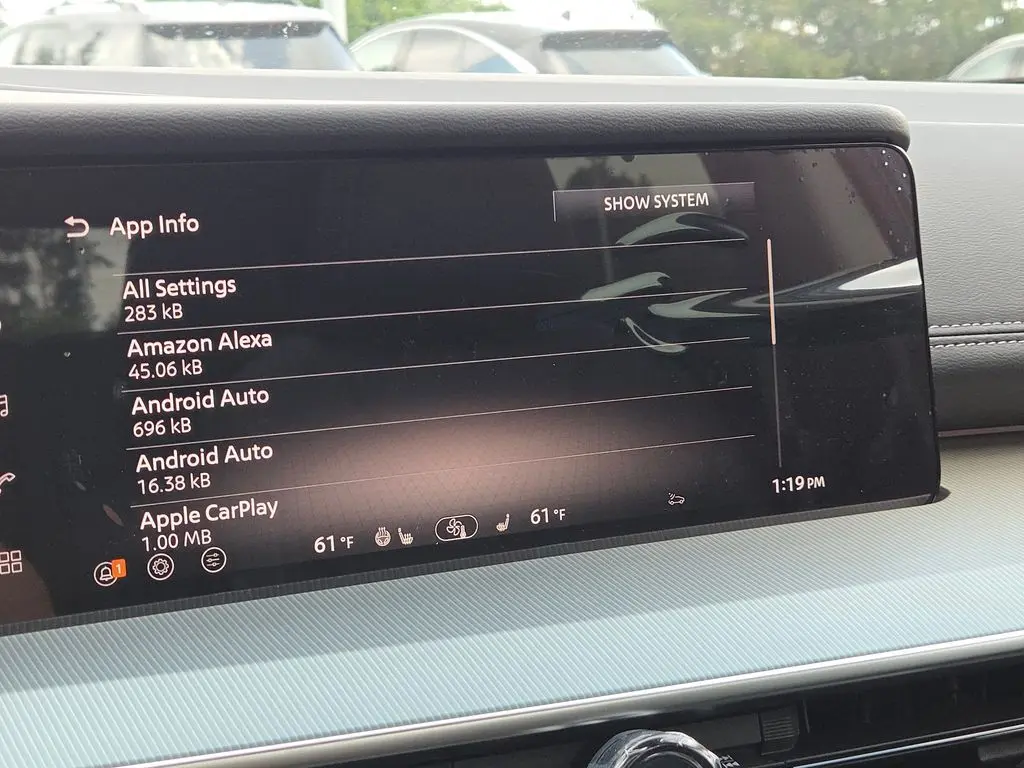 App Info
SHOW SYSTEM
All Settings
283 kB
Amazon Alexa
45.06 kB
Android Auto
696 kB
Android Auto
16.38 kB
Apple CarPlay
1.00 MB
1:19 PM
61 °F
61 °F
1